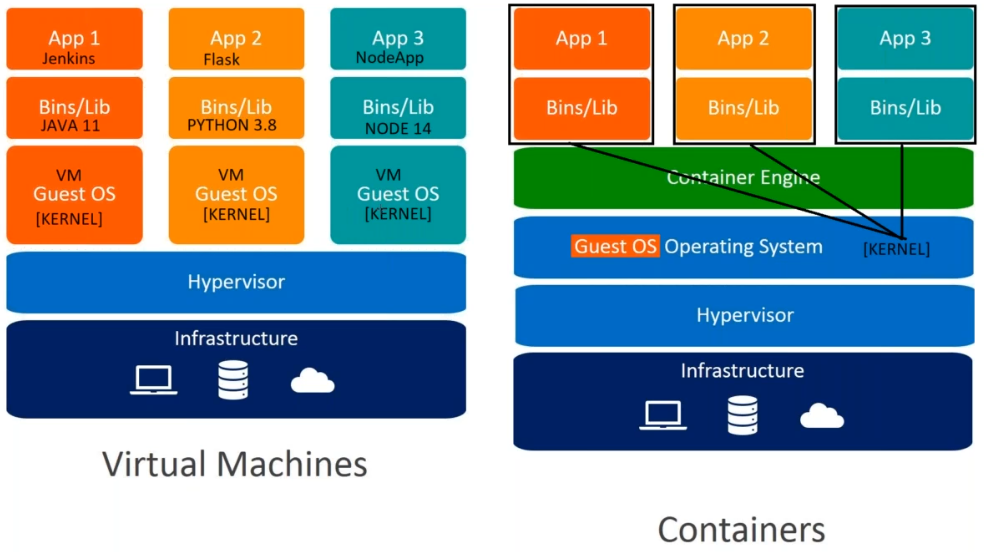 App 1
Jenkins
Bins/Lib
JAVA 11
VM
Guest OS
[KERNEL]
App 2
Flask
Bins/Lib
PYTHON 3.8
VM
Guest OS
[KERNEL]
App 3
NodeApp
Bins/Lib
NODE 14
VM
Guest OS
[KERNEL]
Hypervisor
Infrastructure
Virtual Machines
App 1
Bins/Lib
App 2
Bins/Lib
App 3
Bins/Lib
Container Engine
Guest OS Operating System [KERNEL]
Hypervisor
Infrastructure
Containers